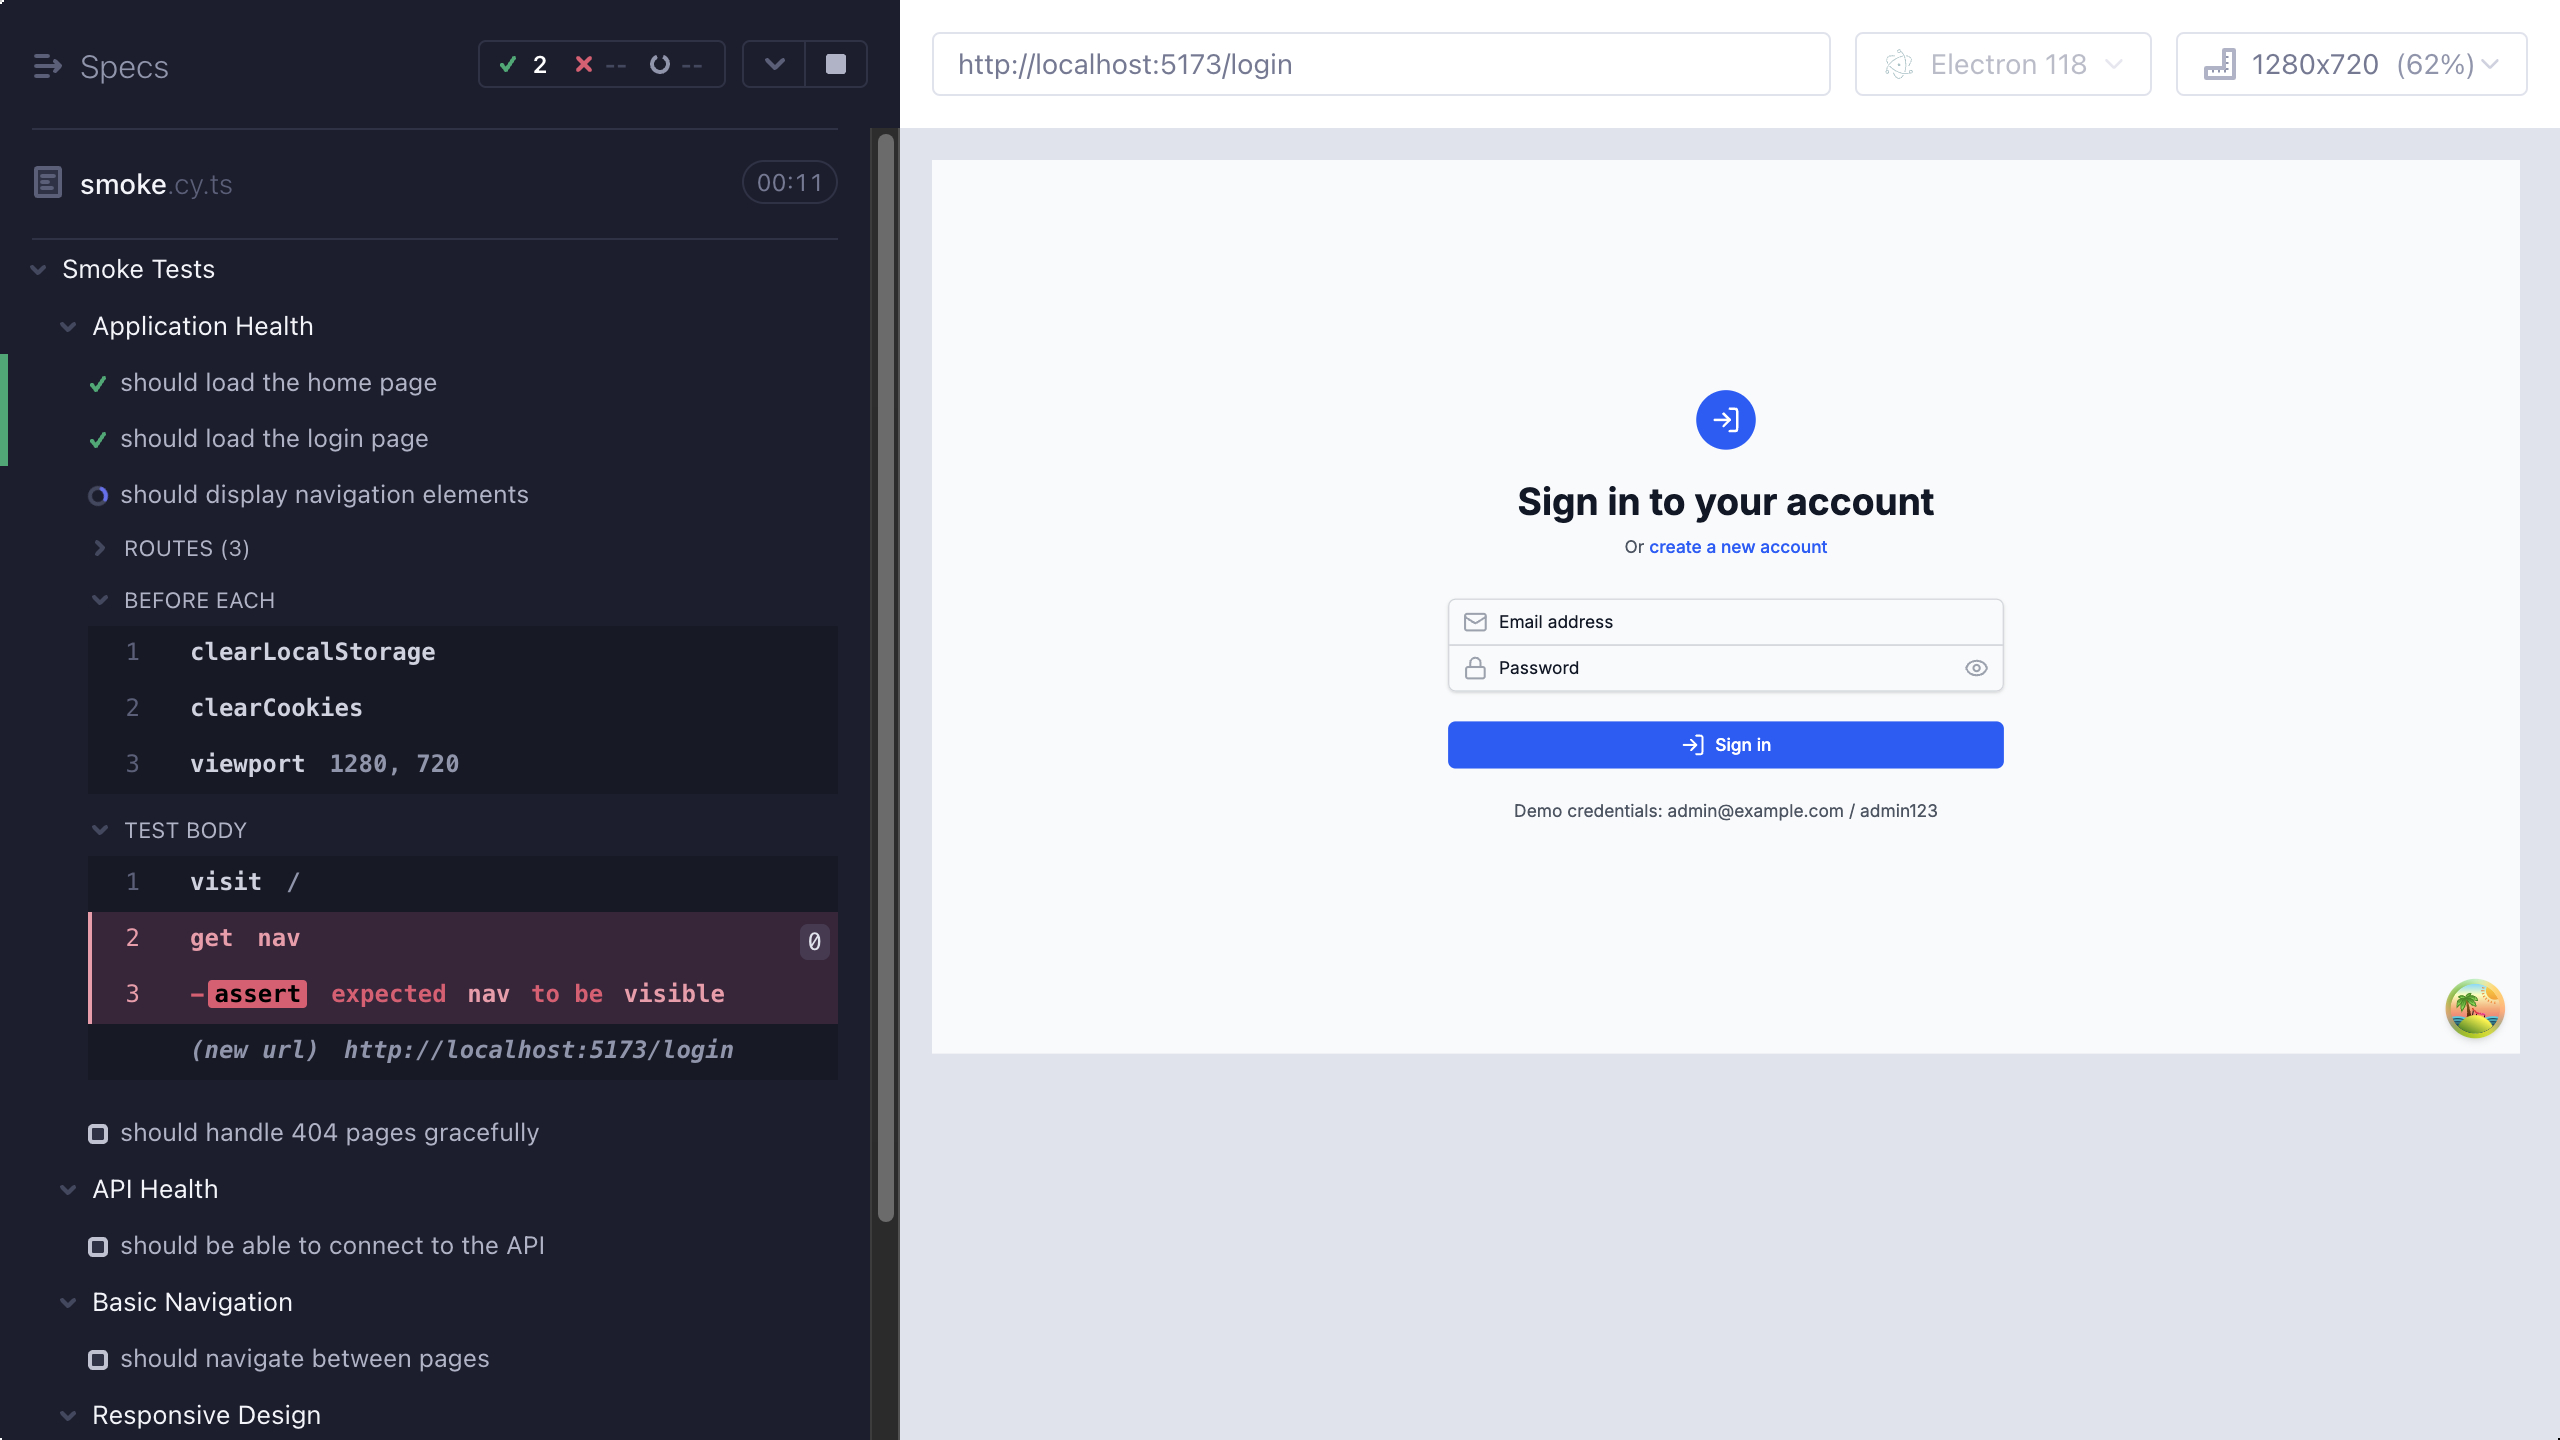 Specs
2 -- --
smoke.cy.ts
00:11
Smoke Tests
Application Health
should load the home page
should load the login page
should display navigation elements
ROUTES (3)
BEFORE EACH
1 clearLocalStorage
2 clearCookies
3 viewport 1280, 720
TEST BODY
1 visit /
2 get nav 0
3 -assert expected nav to be visible
(new url) http://localhost:5173/login
should handle 404 pages gracefully
API Health
should be able to connect to the API
Basic Navigation
should navigate between pages
Responsive Design
http://localhost:5173/login
Electron 118
1280x720 (62%)
Sign in to your account
Or create a new account
Email address
Password
Sign in
Demo credentials: admin@example.com / admin123